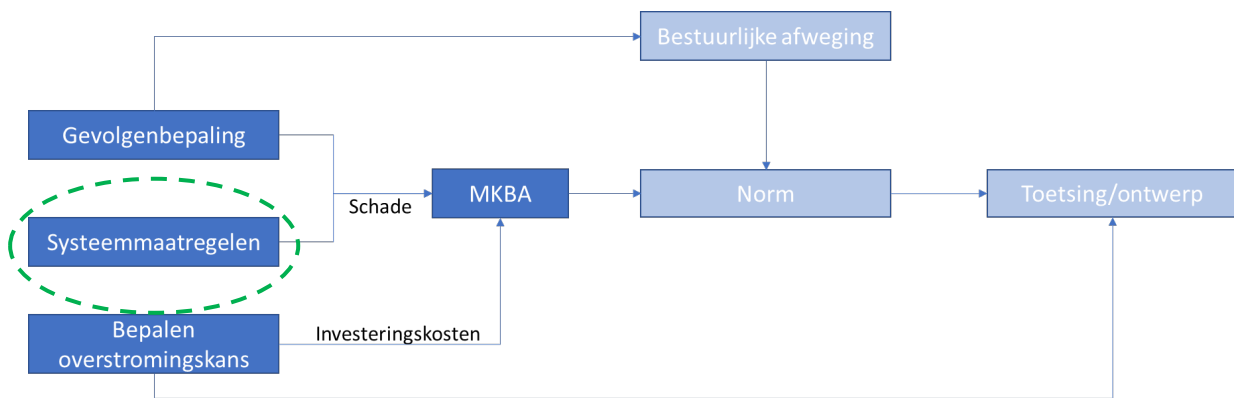 Bestuurlijke afweging
Gevolgenbepaling
Schade
MKBA
Norm
Toetsing/ontwerp
Systeemmaatregelen
Bepalen
overstromingskans
Investeringskosten